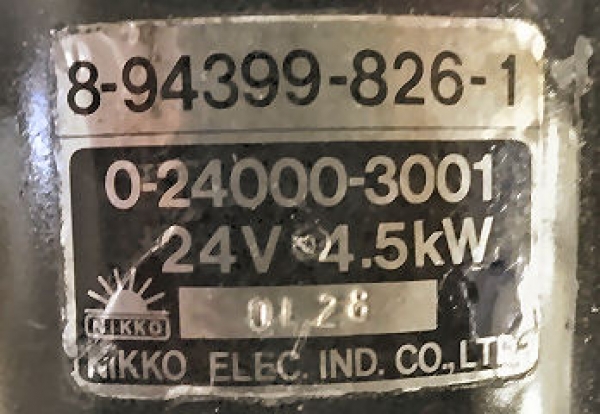 8-94399-826-1
0-24000-3001
24V 4.5kW
0L28
NIKKO
NIKKO ELEC. IND. CO., LTD.